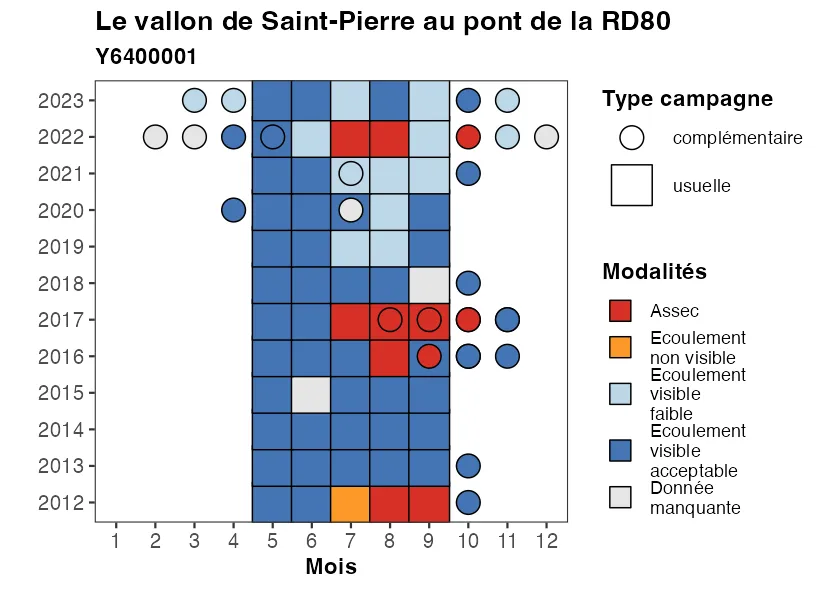 Le vallon de Saint-Pierre au pont de la RD80
Y6400001
2023
2022
2021
2020
2019
2018
2017
2016
2015
2014
2013
2012
1 2 3 4 5 6 7 8 9 10 11 12
Mois
Type campagne
complémentaire
usuelle
Modalités
Assec
Ecoulement
non visible
Ecoulement
visible
faible
Ecoulement
visible
acceptable
Donnée
manquante